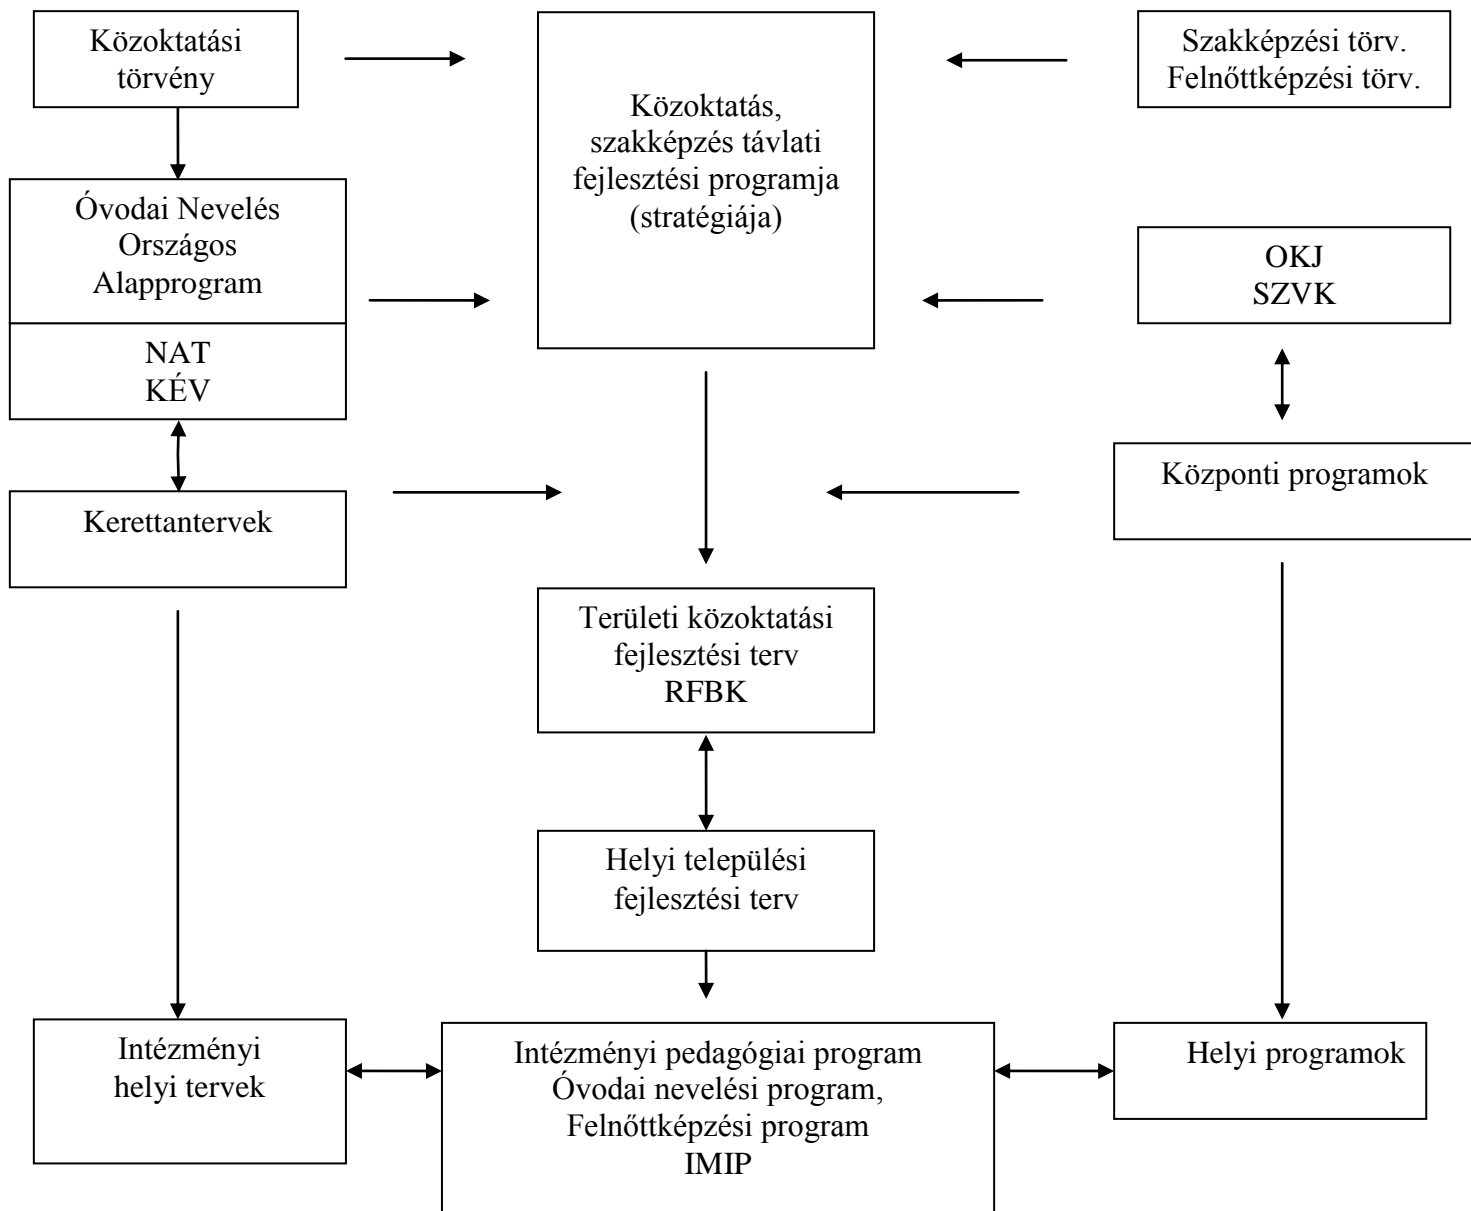 Közoktatási
törvény
Közoktatás,
szakképzés távlati
fejlesztési programja
(stratégiája)
Szakképzési törv.
Felnőttképzési törv.
Óvodai Nevelés
Országos
Alapprogram
NAT
KÉV
OKJ
SZVK
Kerettantervek
Központi programok
Területi közoktatási
fejlesztési terv
RFBK
Helyi települési
fejlesztési terv
Intézményi
helyi tervek
Intézményi pedagógiai program
Óvodai nevelési program,
Felnőttképzési program
IMIP
Helyi programok